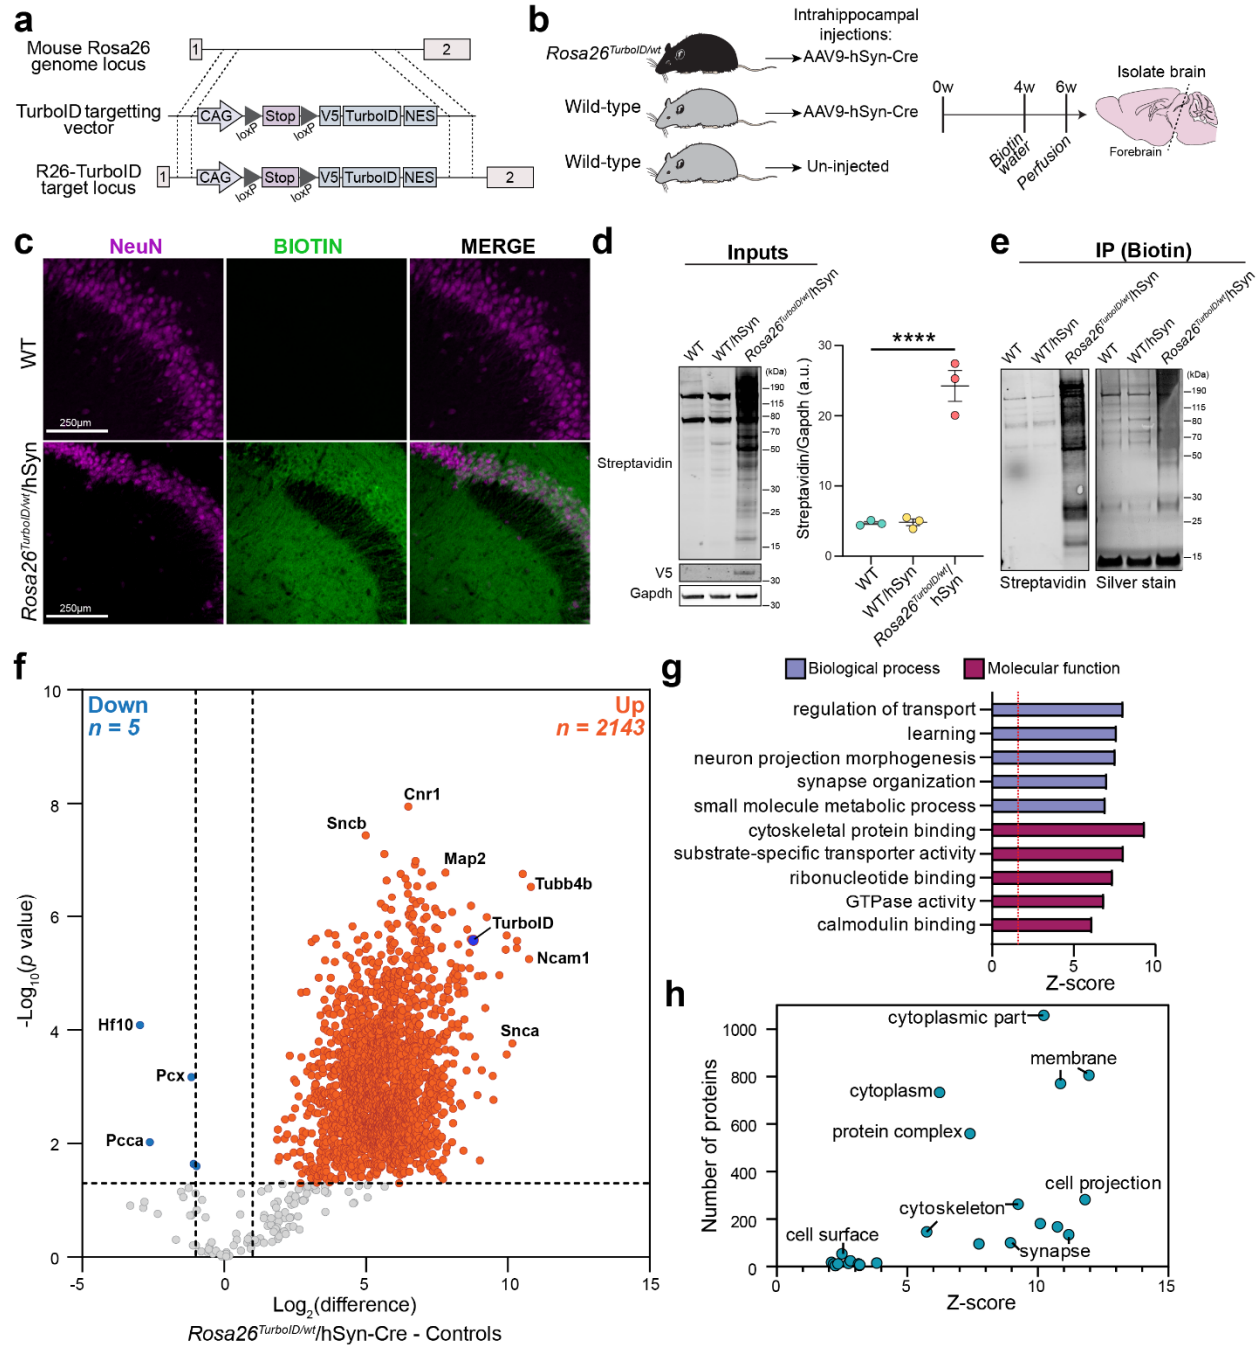 a
Mouse Rosa26
genome locus
1
2
TurboID targetting
vector
CAG
loxP
Stop
loxP
V5
TurboID
NES
R26-TurboID
target locus
1
CAG
loxP
Stop
loxP
V5
TurboID
NES
2
b
Intrahippocampal
injections:
Rosa26TurboID/wt
AAV9-hSyn-Cre
Wild-type
AAV9-hSyn-Cre
Wild-type
Un-injected
0w
4w
6w
Biotin
water
Perfusion
Isolate brain
Forebrain
c
NeuN
BIOTIN
MERGE
WT
250µm
Rosa26TurboID/wt/hSyn
250µm
d
Inputs
WT
WT/hSyn
Rosa26TurboID/wt/hSyn
(kDa)
190
115
80
70
50
30
25
15
Streptavidin
V5
30
Gapdh
30
Streptavidin/Gapdh (a.u.)
30
20
10
0
****
WT
WT/hSyn
Rosa26TurboID/wt/
hSyn
e
IP (Biotin)
WT
WT/hSyn
Rosa26TurboID/wt/hSyn
WT
WT/hSyn
Rosa26TurboID/wt/hSyn
(kDa)
190
115
80
70
50
30
25
15
Streptavidin
Silver stain
f
Down
n = 5
Up
n = 2143
10
8
6
4
2
0
-Log10(p value)
Cnr1
Sncb
Map2
Tubb4b
TurboID
Ncam1
Snca
Hf10
Pcx
Pcca
-5
0
5
10
15
Log2(difference)
Rosa26TurboID/wt/hSyn-Cre - Controls
g
Biological process
Molecular function
regulation of transport
learning
neuron projection morphogenesis
synapse organization
small molecule metabolic process
cytoskeletal protein binding
substrate-specific transporter activity
ribonucleotide binding
GTPase activity
calmodulin binding
0
5
10
Z-score
h
Number of proteins
1000
800
600
400
200
0
cytoplasmic part
membrane
cytoplasm
protein complex
cell projection
cytoskeleton
cell surface
synapse
0
5
10
15
Z-score